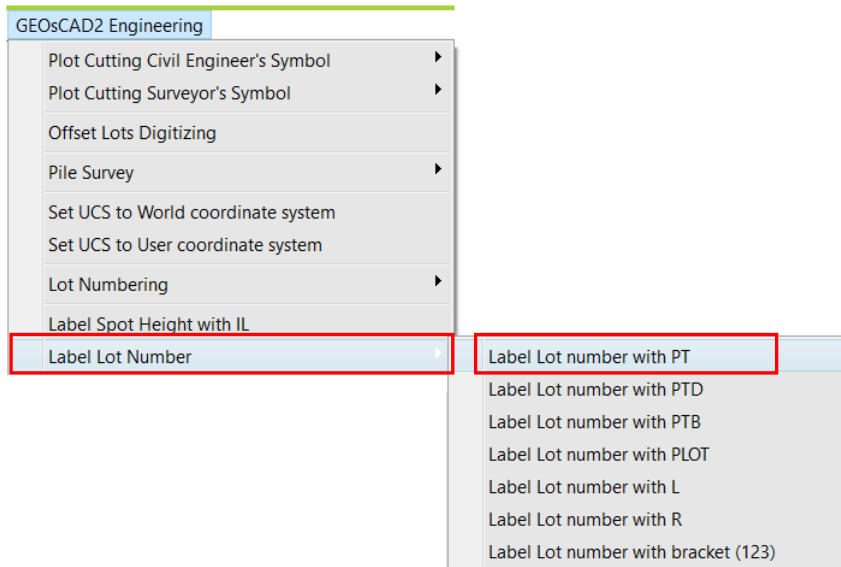 GEOsCAD2 Engineering
Plot Cutting Civil Engineer's Symbol
Plot Cutting Surveyor's Symbol
Offset Lots Digitizing
Pile Survey
Set UCS to World coordinate system
Set UCS to User coordinate system
Lot Numbering
Label Spot Height with IL
Label Lot Number
Label Lot number with PT
Label Lot number with PTD
Label Lot number with PTB
Label Lot number with PLOT
Label Lot number with L
Label Lot number with R
Label Lot number with bracket (123)